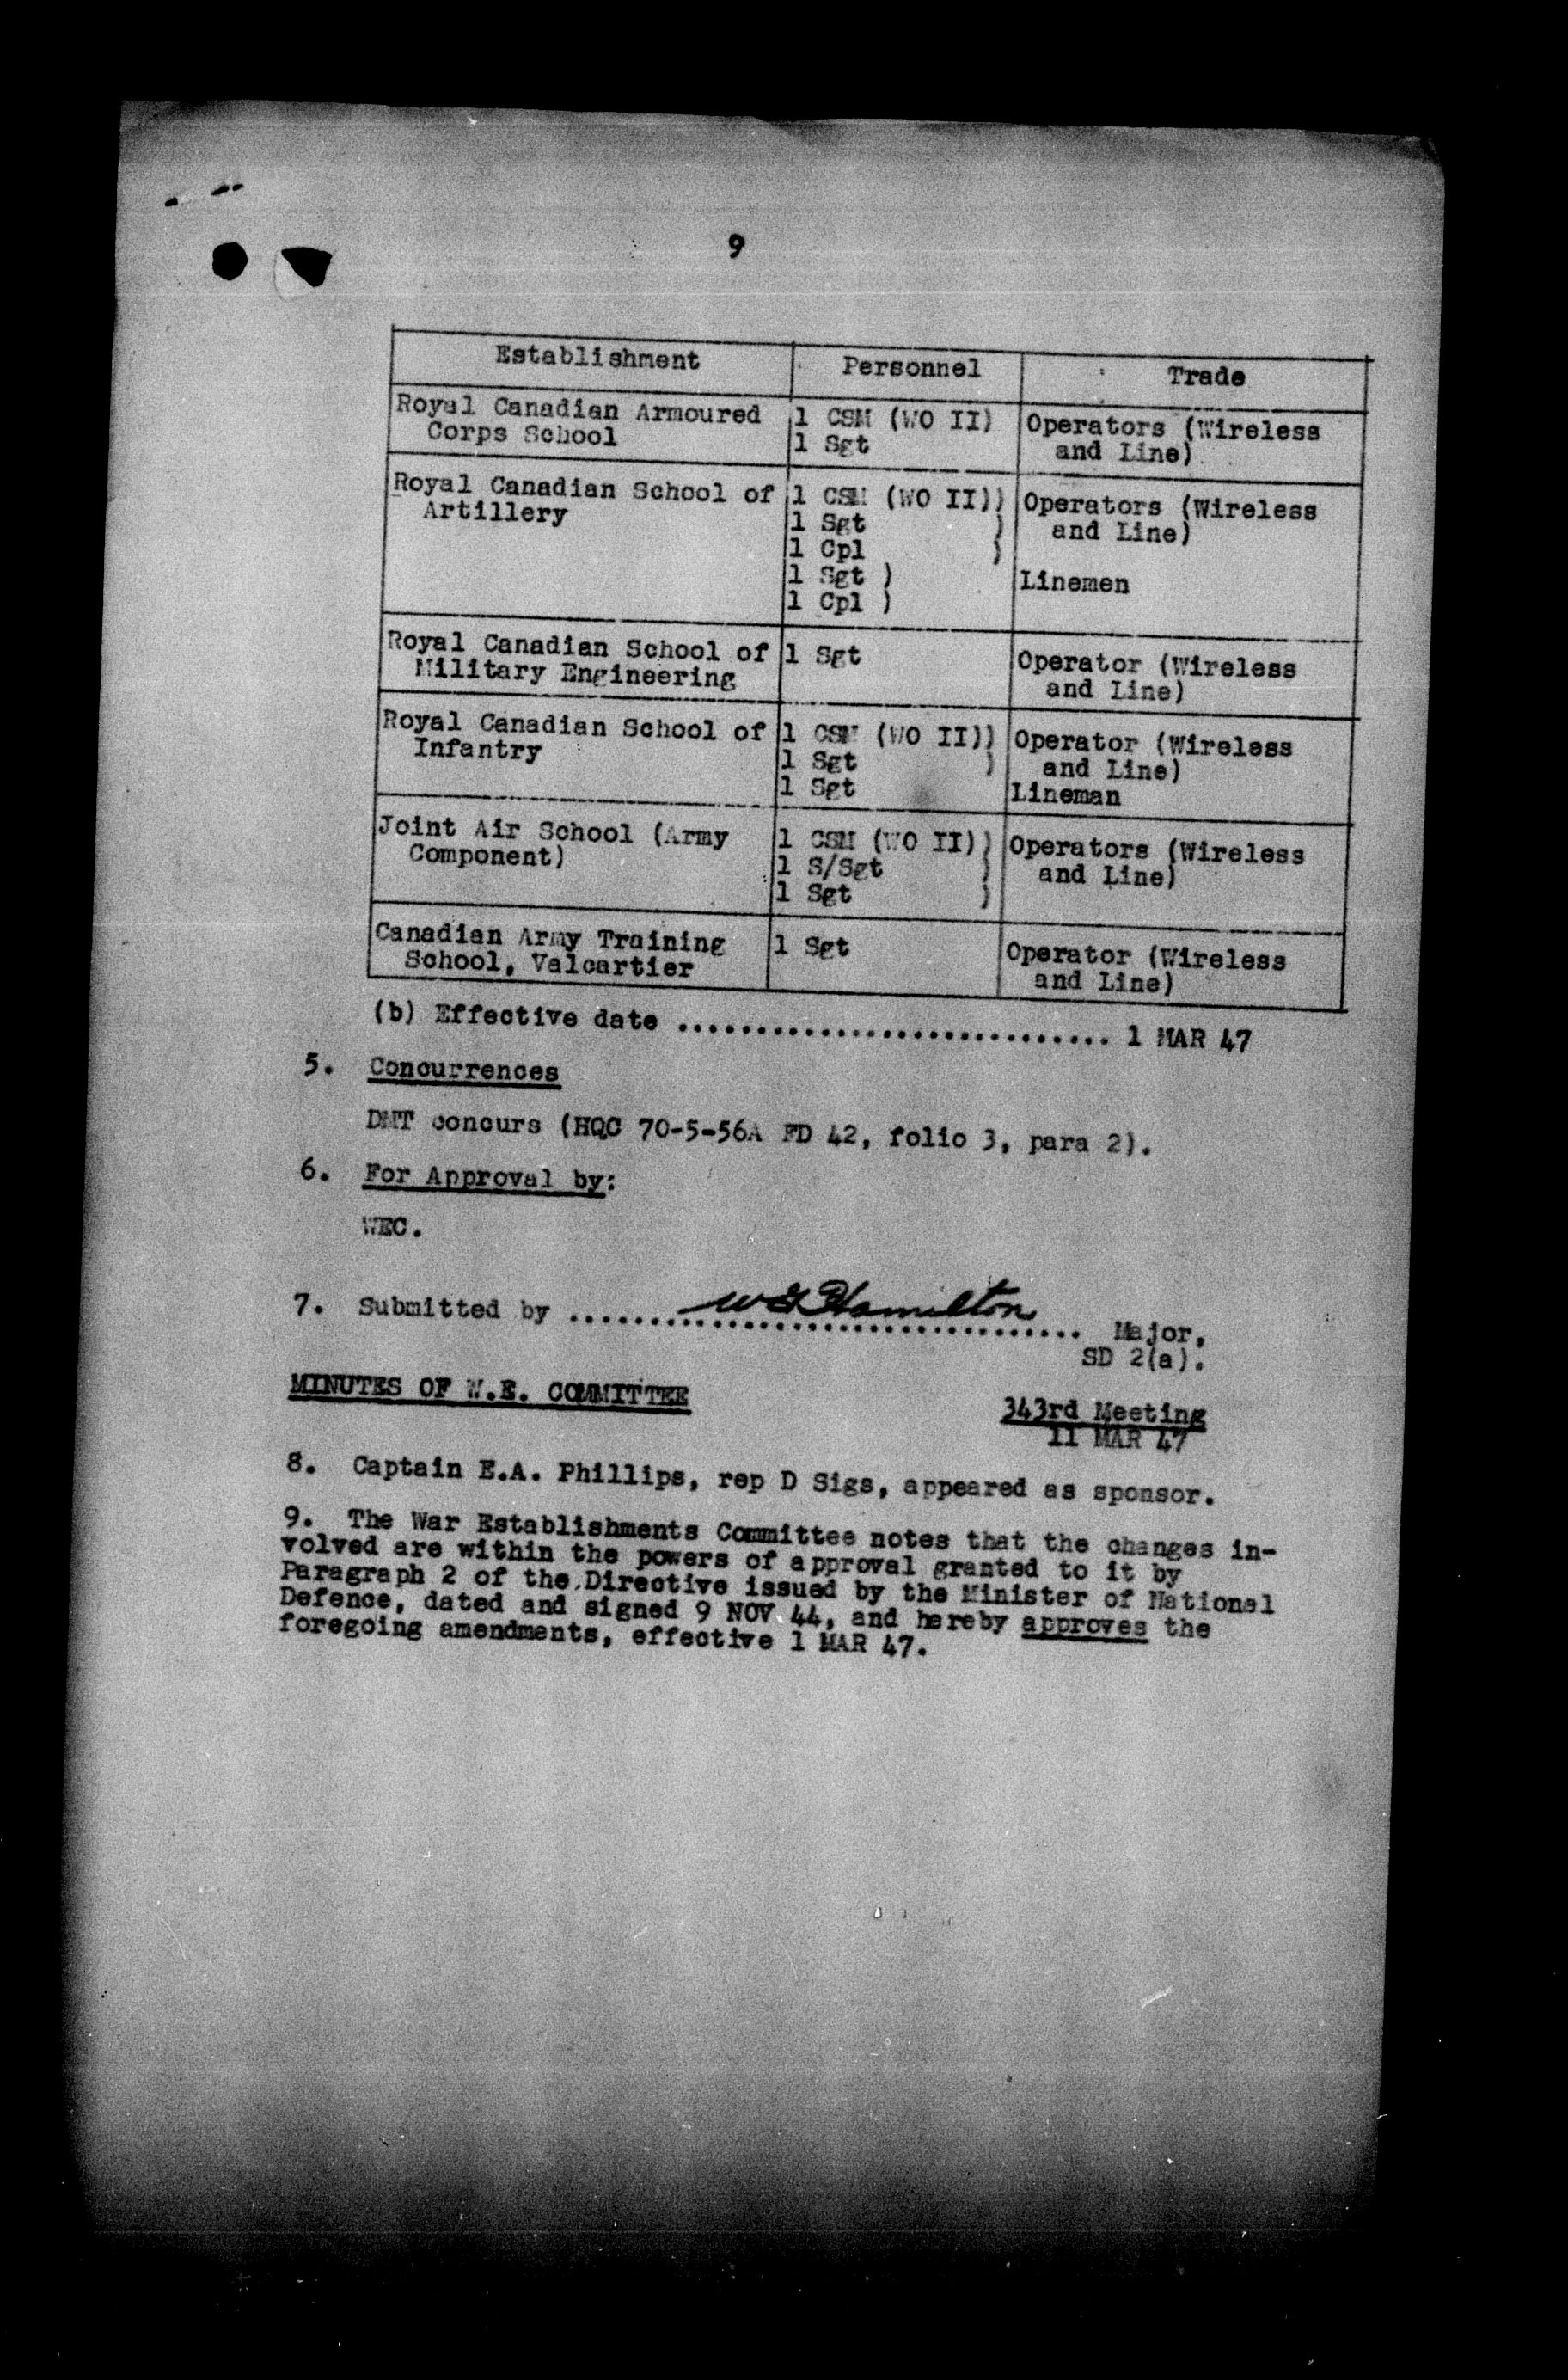 9
Establishment Personnel Trade
Royal Canadian Armoured 1 CSM (WO II) Operators (Wireless
Corps School 1 Sgt and Line)
Royal Canadian School of 1 CSM (WO II)) Operators (Wireless
Artillery 1 Sgt ) and Line)
1 Cpl )
1 Sgt ) Linemen
1 Cpl )
Royal Canadian School of 1 Sgt Operator (Wireless
Military Engineering and Line)
Royal Canadian School of 1 CSM (WO II)) Operator (Wireless
Infantry 1 Sgt ) and Line)
1 Sgt Lineman
Joint Air School (Army 1 CSM (WO II)) Operators (Wireless
Component) 1 S/Sgt ) and Line)
1 Sgt )
Canadian Army Training 1 Sgt Operator (Wireless
School, Valcartier and Line)
(b) Effective date .............................. 1 MAR 47
5. Concurrences
DMT concurs (HQC 70-5-56A FD 42, folio 3, para 2).
6. For Approval by:
WEC.
7. Submitted by .................................... Major,
WG Hamilton
SD 2(a).
MINUTES OF W.E. COMMITTEE 343rd Meeting
11 MAR 47
8. Captain E.A. Phillips, rep D Sigs, appeared as sponsor.
9. The War Establishments Committee notes that the changes in-
volved are within the powers of approval granted to it by
Paragraph 2 of the Directive issued by the Minister of National
Defence, dated and signed 9 NOV 44, and hereby approves the
foregoing amendments, effective 1 MAR 47.